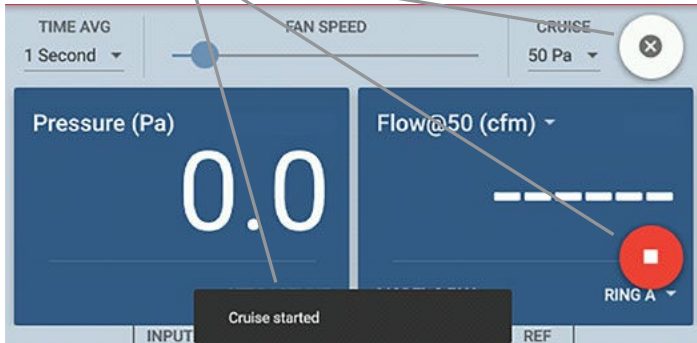 TIME AVG FAN SPEED CRUISE
1 Second 50 Pa
Pressure (Pa) Flow@50 (cfm)
0.0 ------
RING A
Cruise started
INPUT REF